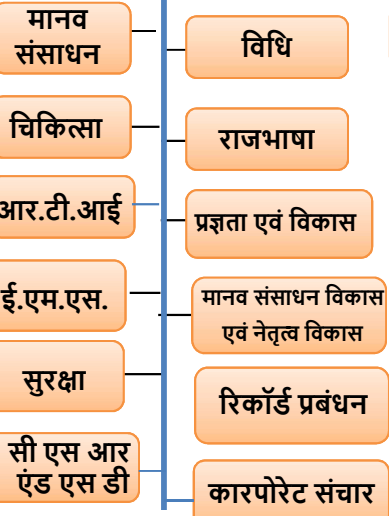 मानव
संसाधन
विधि
चिकित्सा
राजभाषा
आर.टी.आई
प्रज्ञता एवं विकास
ई.एम.एस.
मानव संसाधन विकास
एवं नेतृत्व विकास
सुरक्षा
रिकॉर्ड प्रबंधन
सी एस आर
एंड एस डी
कारपोरेट संचार